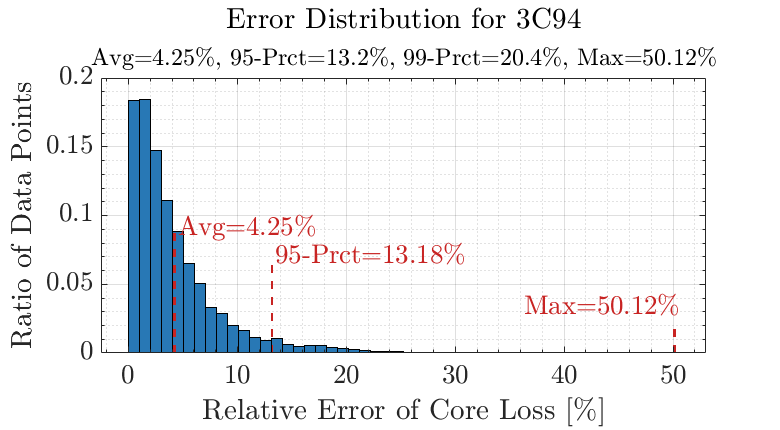 Error Distribution for 3C94
Avg=4.25%, 95-Prct=13.2%, 99-Prct=20.4%, Max=50.12%
Ratio of Data Points
0.2
0.15
0.1
0.05
0
Avg=4.25%
95-Prct=13.18%
Max=50.12%
0 10 20 30 40 50
Relative Error of Core Loss [%]